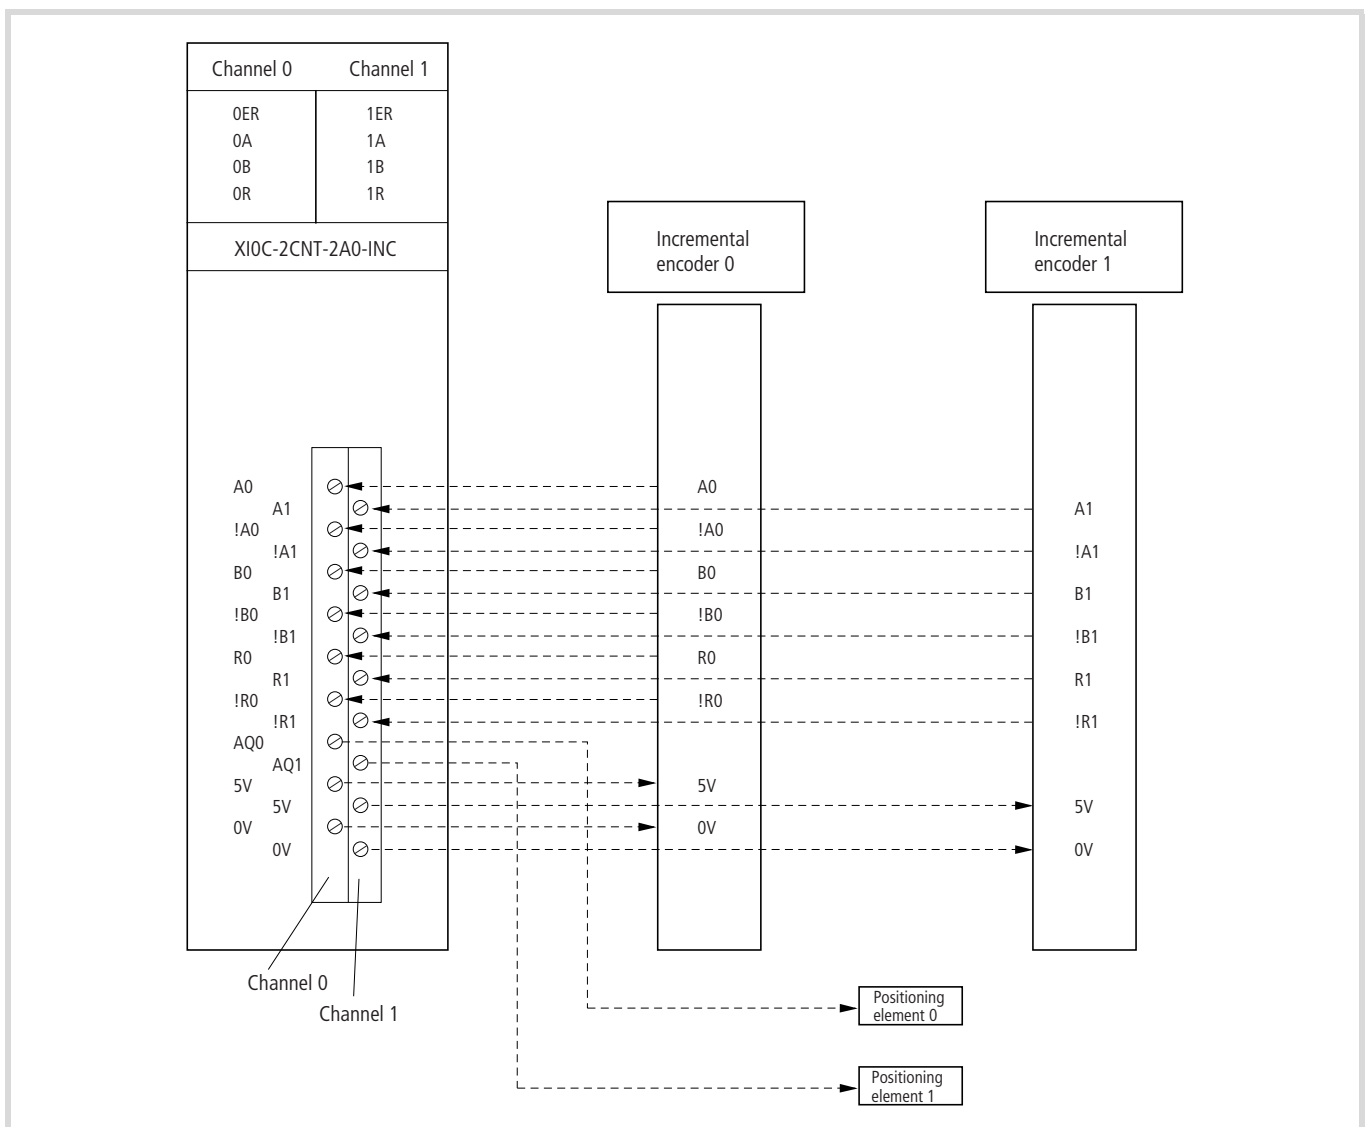 Channel 0 Channel 1
0ER 1ER
0A 1A
0B 1B
0R 1R
XI0C-2CNT-2A0-INC
Incremental
encoder 0
Incremental
encoder 1
A0 A0
A1 A1
!A0 !A0
!A1 !A1
B0 B0
B1 B1
!B0 !B0
!B1 !B1
R0 R0
R1 R1
!R0 !R0
!R1 !R1
AQ0
AQ1
5V 5V
5V 5V
0V 0V
0V 0V
Channel 0
Channel 1
Positioning
element 0
Positioning
element 1